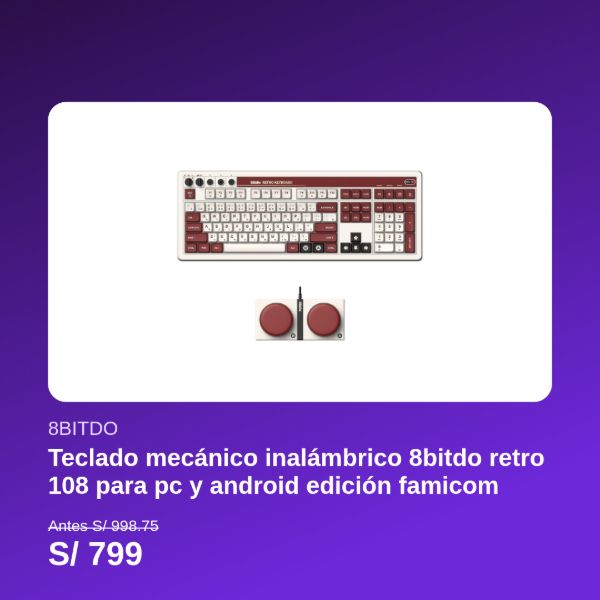 8BITDO
Teclado mecánico inalámbrico 8bitdo retro
108 para pc y android edición famicom
Antes S/ 998.75
S/ 799